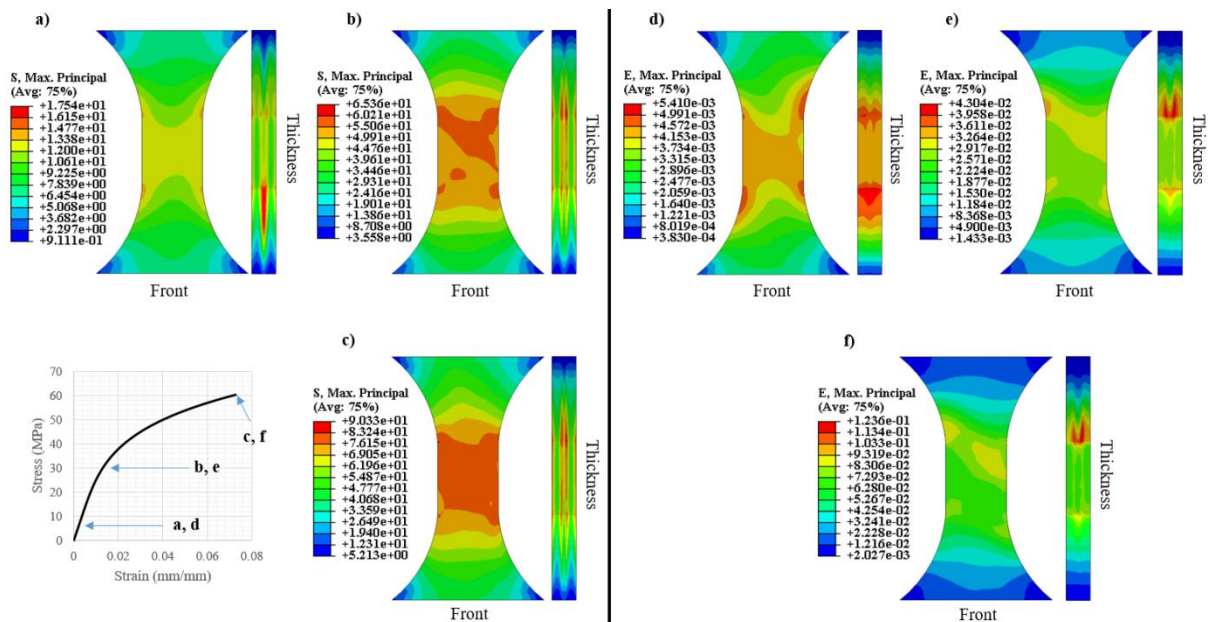 a)
S, Max. Principal
(Avg: 75%)
+1.754e+01
+1.615e+01
+1.477e+01
+1.338e+01
+1.200e+01
+1.061e+01
+9.225e+00
+7.839e+00
+6.454e+00
+5.068e+00
+3.682e+00
+2.297e+00
+9.111e-01
Thickness
Front
b)
S, Max. Principal
(Avg: 75%)
+6.536e+01
+6.021e+01
+5.506e+01
+4.991e+01
+4.476e+01
+3.961e+01
+3.446e+01
+2.931e+01
+2.416e+01
+1.901e+01
+1.386e+01
+8.708e+00
+3.558e+00
Thickness
Front
d)
E, Max. Principal
(Avg: 75%)
+5.410e-03
+4.991e-03
+4.572e-03
+4.153e-03
+3.734e-03
+3.315e-03
+2.896e-03
+2.477e-03
+2.059e-03
+1.640e-03
+1.221e-03
+8.019e-04
+3.830e-04
Thickness
Front
e)
E, Max. Principal
(Avg: 75%)
+4.304e-02
+3.958e-02
+3.611e-02
+3.264e-02
+2.917e-02
+2.571e-02
+2.224e-02
+1.877e-02
+1.530e-02
+1.184e-02
+8.368e-03
+4.900e-03
+1.433e-03
Thickness
Front
70
60
50
40
30
20
10
0
Stress (MPa)
0
0.02
0.04
0.06
0.08
Strain (mm/mm)
c, f
b, e
a, d
c)
S, Max. Principal
(Avg: 75%)
+9.033e+01
+8.324e+01
+7.615e+01
+6.905e+01
+6.196e+01
+5.487e+01
+4.777e+01
+4.068e+01
+3.359e+01
+2.649e+01
+1.940e+01
+1.231e+01
+5.213e+00
Thickness
Front
f)
E, Max. Principal
(Avg: 75%)
+1.236e-01
+1.134e-01
+1.033e-01
+9.319e-02
+8.306e-02
+7.293e-02
+6.280e-02
+5.267e-02
+4.254e-02
+3.241e-02
+2.228e-02
+1.216e-02
+2.027e-03
Thickness
Front